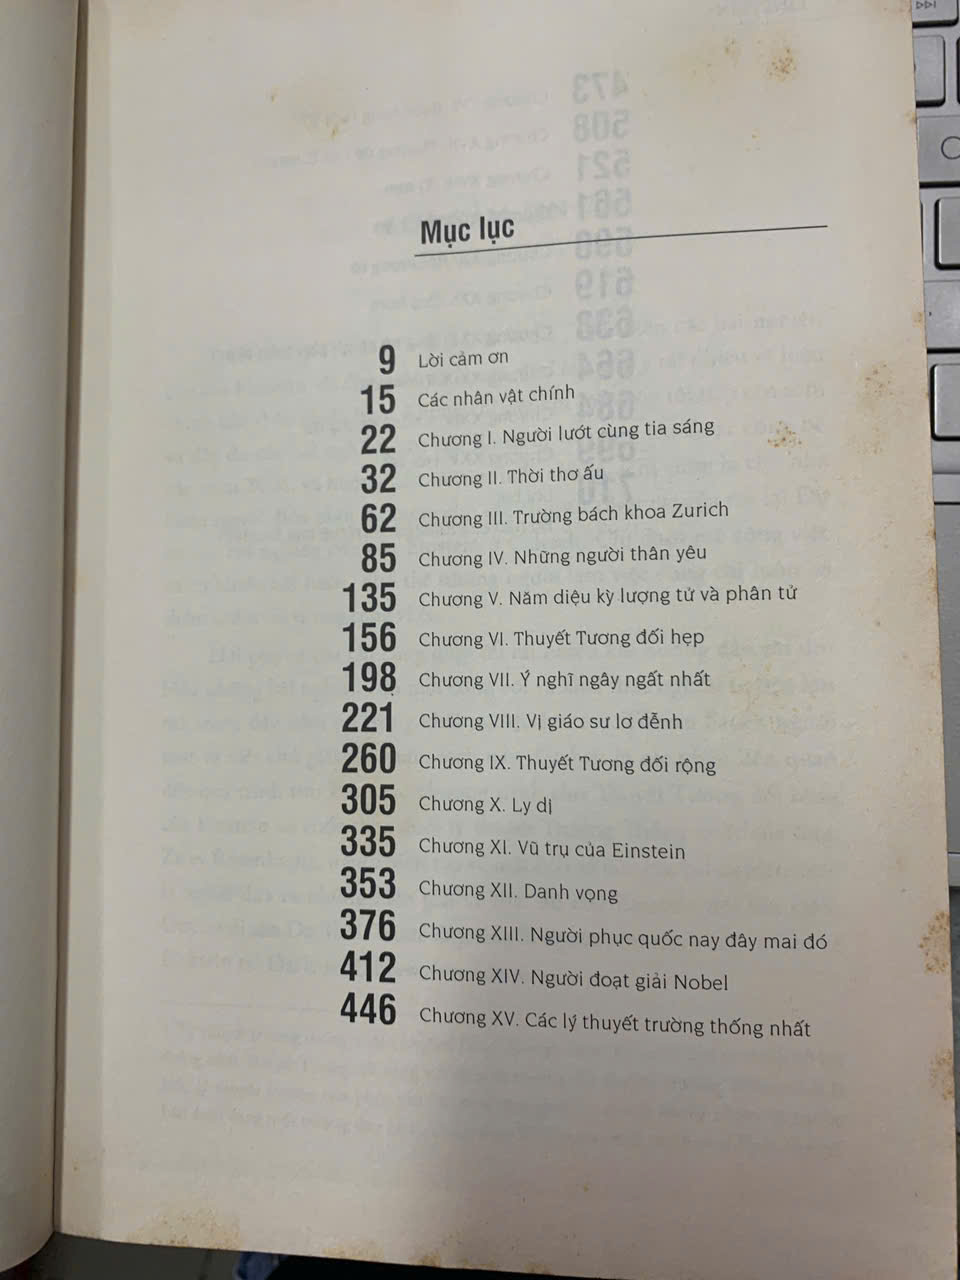 Mục lục
9 Lời cảm ơn
15 Các nhân vật chính
22 Chương I. Người lướt cùng tia sáng
32 Chương II. Thời thơ ấu
62 Chương III. Trường bách khoa Zurich
85 Chương IV. Những người thân yêu
135 Chương V. Năm diệu kỳ lượng tử và phân tử
156 Chương VI. Thuyết Tương đối hẹp
198 Chương VII. Ý nghĩ ngây ngất nhất
221 Chương VIII. Vị giáo sư lơ đễnh
260 Chương IX. Thuyết Tương đối rộng
305 Chương X. Ly dị
335 Chương XI. Vũ trụ của Einstein
353 Chương XII. Danh vọng
376 Chương XIII. Người phục quốc nay đây mai đó
412 Chương XIV. Người đoạt giải Nobel
446 Chương XV. Các lý thuyết trường thống nhất